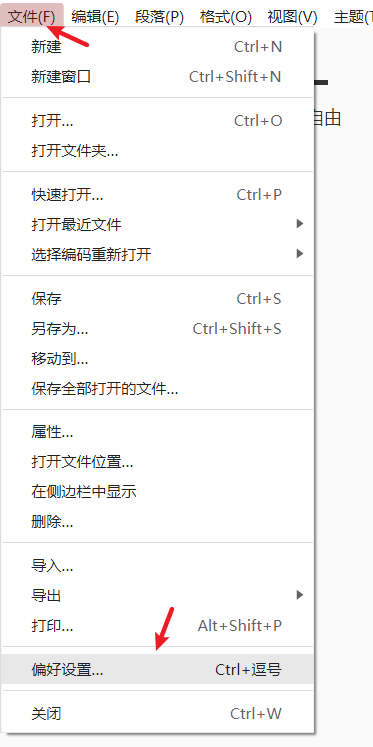 文件(F) 编辑(E) 段落(P) 格式(O) 视图(V) 主题(T
新建 Ctrl+N
新建窗口 Ctrl+Shift+N
打开... Ctrl+O
自由
打开文件夹...
快速打开... Ctrl+P
打开最近文件
选择编码重新打开
保存 Ctrl+S
另存为... Ctrl+Shift+S
移动到...
保存全部打开的文件...
属性...
打开文件位置...
在侧边栏中显示
删除...
导入...
导出
打印... Alt+Shift+P
偏好设置... Ctrl+逗号
关闭 Ctrl+W